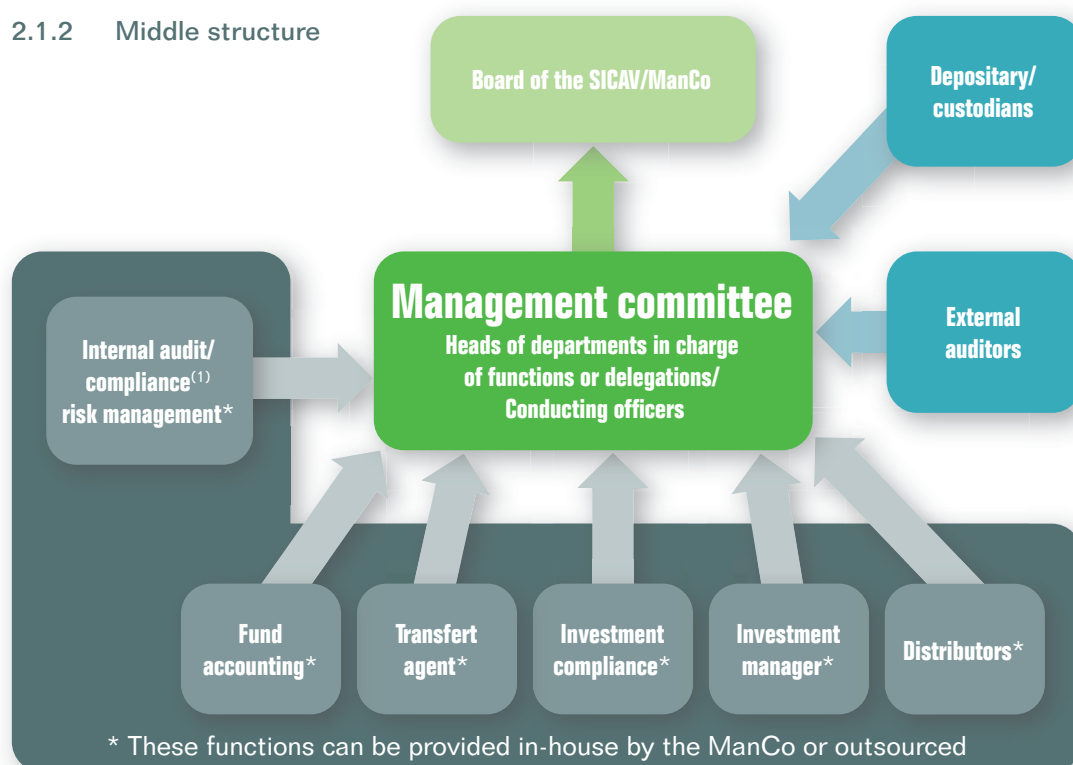 2.1.2 Middle structure
Board of the SICAV/ManCo
Depositary/
custodians
Management committee
Heads of departments in charge
of functions or delegations/
Conducting officers
External
auditors
Internal audit/
compliance(1)
risk management*
Fund
accounting*
Transfert
agent*
Investment
compliance*
Investment
manager*
Distributors*
* These functions can be provided in-house by the ManCo or outsourced